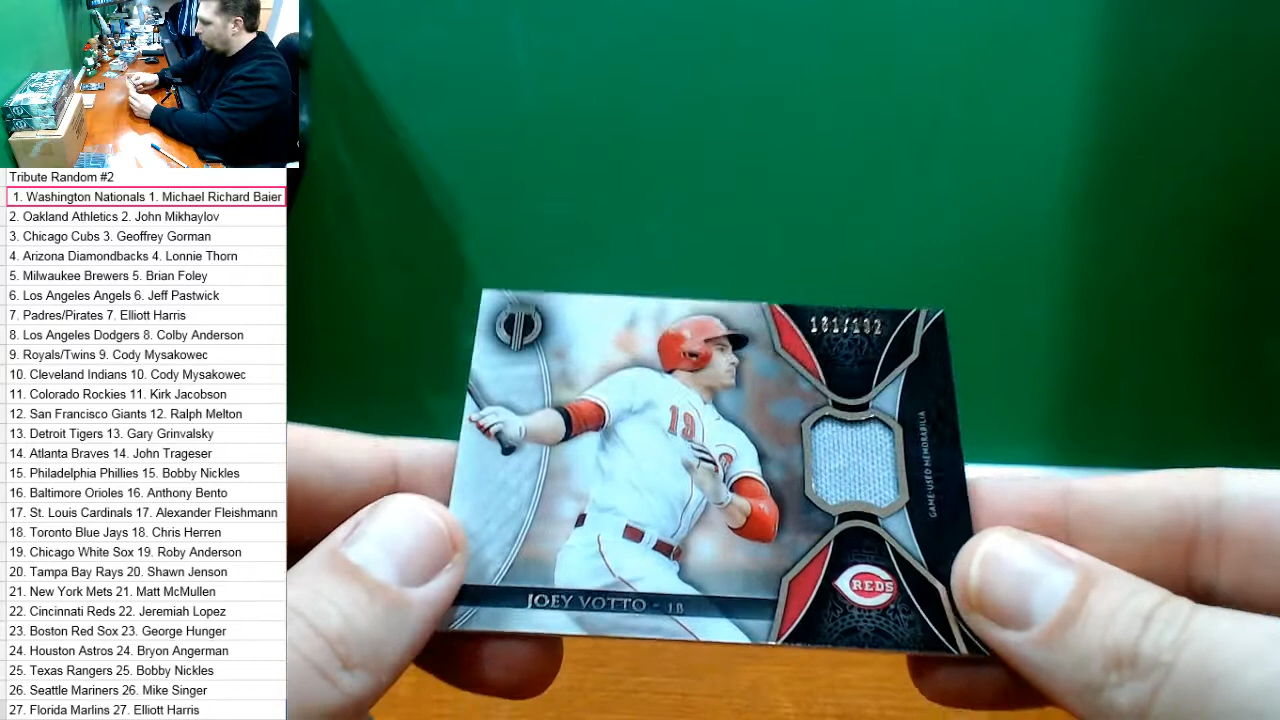 Tribute Random #2
1. Washington Nationals 1. Michael Richard Baier
2. Oakland Athletics 2. John Mikhaylov
3. Chicago Cubs 3. Geoffrey Gorman
4. Arizona Diamondbacks 4. Lonnie Thorn
5. Milwaukee Brewers 5. Brian Foley
6. Los Angeles Angels 6. Jeff Pastwick
7. Padres/Pirates 7. Elliott Harris
8. Los Angeles Dodgers 8. Colby Anderson
9. Royals/Twins 9. Cody Mysakowec
10. Cleveland Indians 10. Cody Mysakowec
11. Colorado Rockies 11. Kirk Jacobson
12. San Francisco Giants 12. Ralph Melton
13. Detroit Tigers 13. Gary Grinvalsky
14. Atlanta Braves 14. John Trageser
15. Philadelphia Phillies 15. Bobby Nickles
16. Baltimore Orioles 16. Anthony Bento
17. St. Louis Cardinals 17. Alexander Fleishmann
18. Toronto Blue Jays 18. Chris Herren
19. Chicago White Sox 19. Roby Anderson
20. Tampa Bay Rays 20. Shawn Jenson
21. New York Mets 21. Matt McMullen
22. Cincinnati Reds 22. Jeremiah Lopez
23. Boston Red Sox 23. George Hunger
24. Houston Astros 24. Bryon Angerman
25. Texas Rangers 25. Bobby Nickles
26. Seattle Mariners 26. Mike Singer
27. Florida Marlins 27. Elliott Harris
19
GAME-USED MEMORABILIA
REDS
JOEY VOTTO - 1B